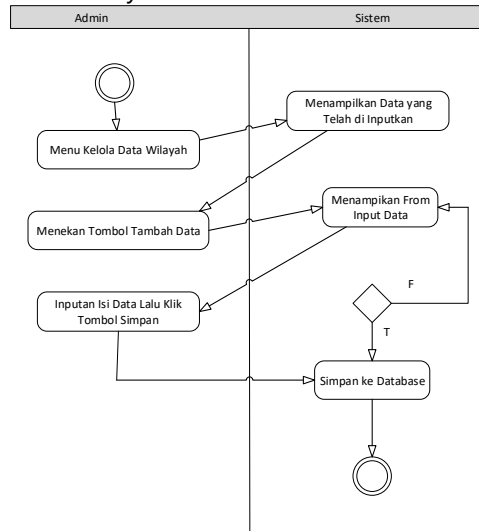 Admin
Sistem
Menampilkan Data yang
Telah di Inputkan
Menu Kelola Data Wilayah
Menampikan From
Input Data
Menekan Tombol Tambah Data
F
Inputan Isi Data Lalu Klik
Tombol Simpan
T
Simpan ke Database